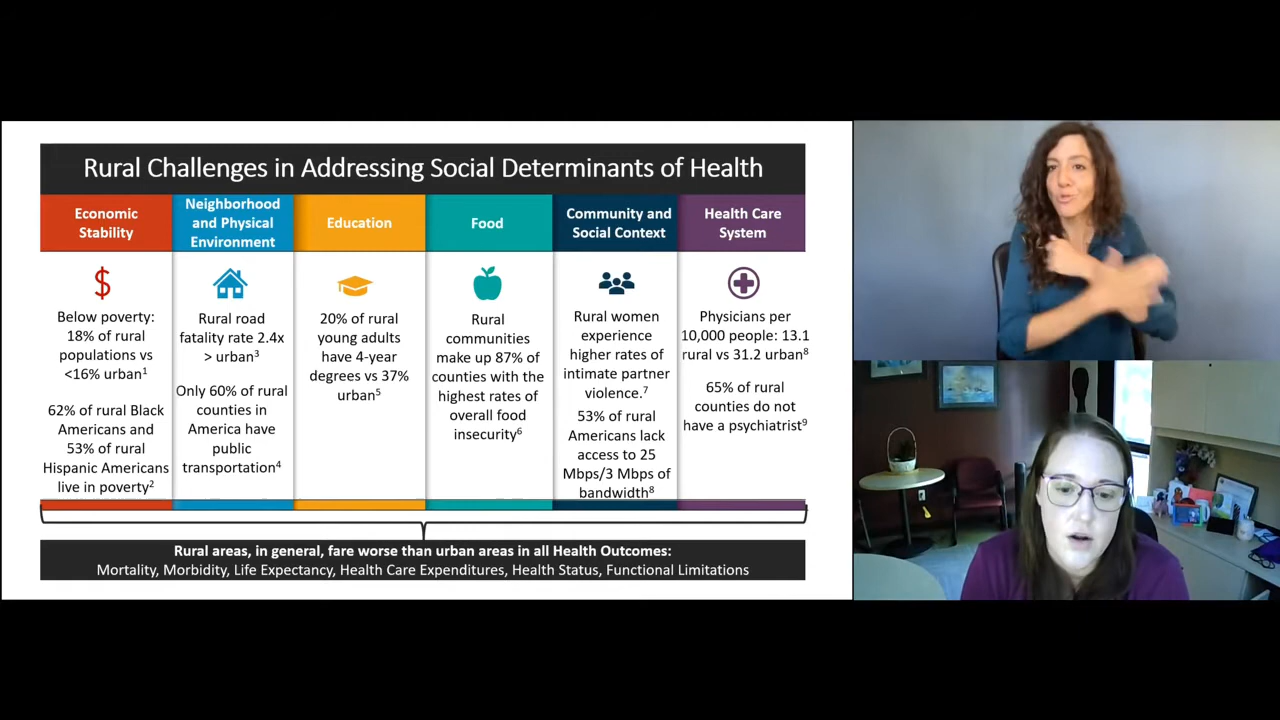 Rural Challenges in Addressing Social Determinants of Health
Economic
Stability
Neighborhood
and Physical
Environment
Education
Food
Community and
Social Context
Health Care
System
$
Below poverty:
18% of rural
populations vs
<16% urban1
62% of rural Black
Americans and
53% of rural
Hispanic Americans
live in poverty2
Rural road
fatality rate 2.4x
> urban3
Only 60% of rural
counties in
America have
public
transportation4
20% of rural
young adults
have 4-year
degrees vs 37%
urban5
Rural
communities
make up 87% of
counties with the
highest rates of
overall food
insecurity6
Rural women
experience
higher rates of
intimate partner
violence.7
53% of rural
Americans lack
access to 25
Mbps/3 Mbps of
bandwidth8
Physicians per
10,000 people: 13.1
rural vs 31.2 urban8
65% of rural
counties do not
have a psychiatrist9
Rural areas, in general, fare worse than urban areas in all Health Outcomes:
Mortality, Morbidity, Life Expectancy, Health Care Expenditures, Health Status, Functional Limitations